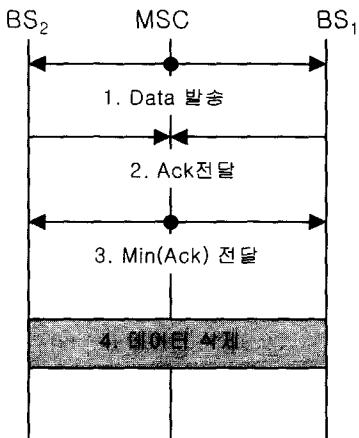 BS₂ MSC BS₁
1. Data 발송
2. Ack전달
3. Min(Ack) 전달
4. 데이터 삭제